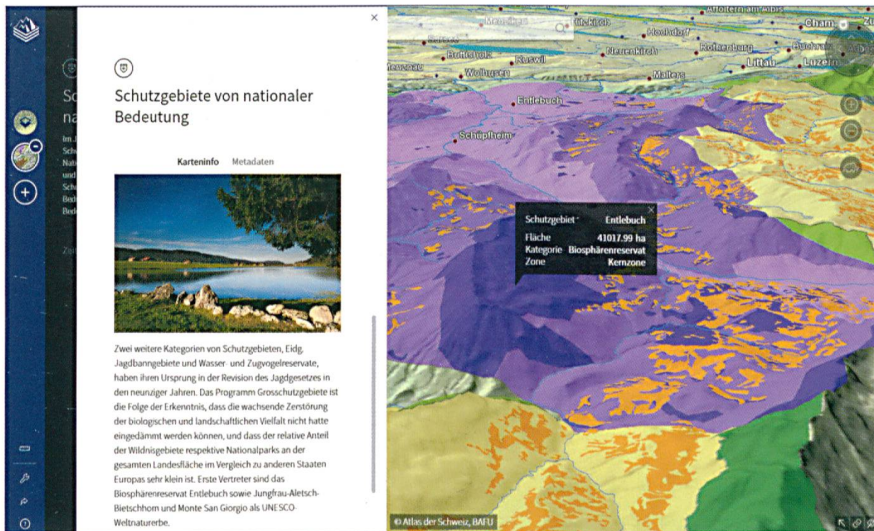 Schutzgebiete von nationaler
Bedeutung
Karteninfo Metadaten
Zwei weitere Kategorien von Schutzgebieten, Eidg.
Jagdbanngebiete und Wasser- und Zugvogelreservate,
haben ihren Ursprung in der Revision des Jagdgesetzes in
den neunziger Jahren. Das Programm Grosschutzgebiete ist
die Folge der Erkenntnis, dass die wachsende Zerstörung
der biologischen und landschaftlichen Vielfalt nicht hatte
eingedämmt werden können, und dass der relative Anteil
der Wildnisgebiete respektive Nationalparks an der
gesamten Landesfläche im Vergleich zu anderen Staaten
Europas sehr klein ist. Erste Vertreter sind das
Biosphärenreservat Entlebuch sowie Jungfrau-Aletsch-
Bietschhorn und Monte San Giorgio als UNESCO-
Weltnaturerbe.
Hochdorf
Cham
Ruswil
Neuenkirch
Rothenburg
Buchrain
Wolhusen
Malters
Littau
Luzern
Entlebuch
Schüpfheim
Schutzgebiet Entlebuch
Fläche 41017.99 ha
Kategorie Biosphärenreservat
Zone Kernzone
© Atlas der Schweiz, BAFU